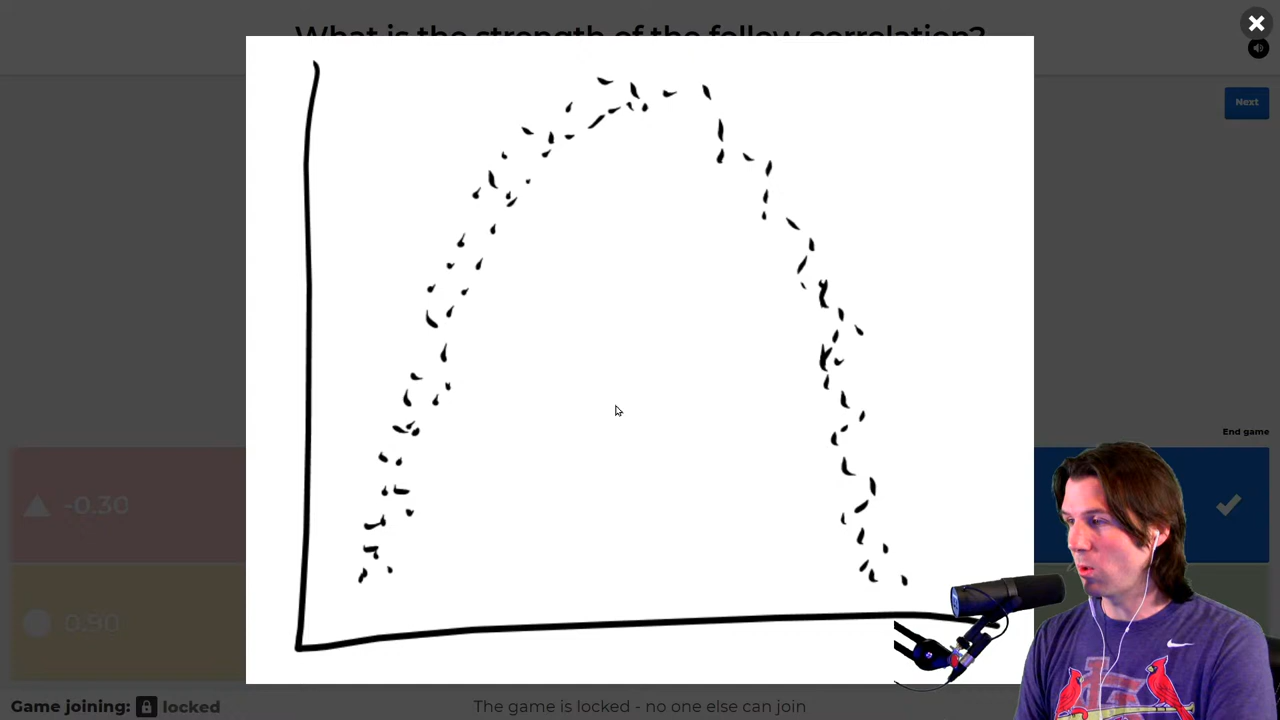 What is the strength of the follow correlation?
Next
End game
-0.30
0.90
Game joining: locked
The game is locked - no one else can join